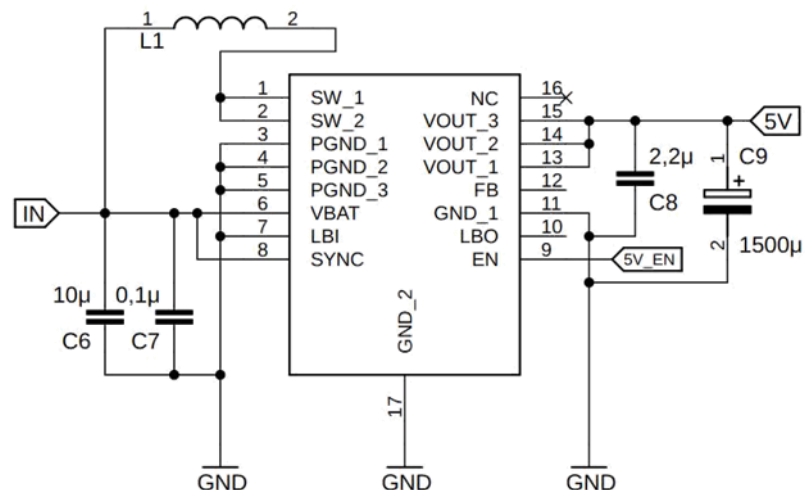 1 2
L1
1 SW_1 NC 16
2 SW_2 VOUT_3 15 5V
3 PGND_1 VOUT_2 14
4 PGND_2 VOUT_1 13 2,2µ 1 C9
5 PGND_3 FB 12 +
IN 6 VBAT GND_1 11 C8
7 LBI LBO 10 2 1500µ
8 SYNC EN 9 5V_EN
10µ 0,1µ
C6 C7 GND_2
17
GND GND GND